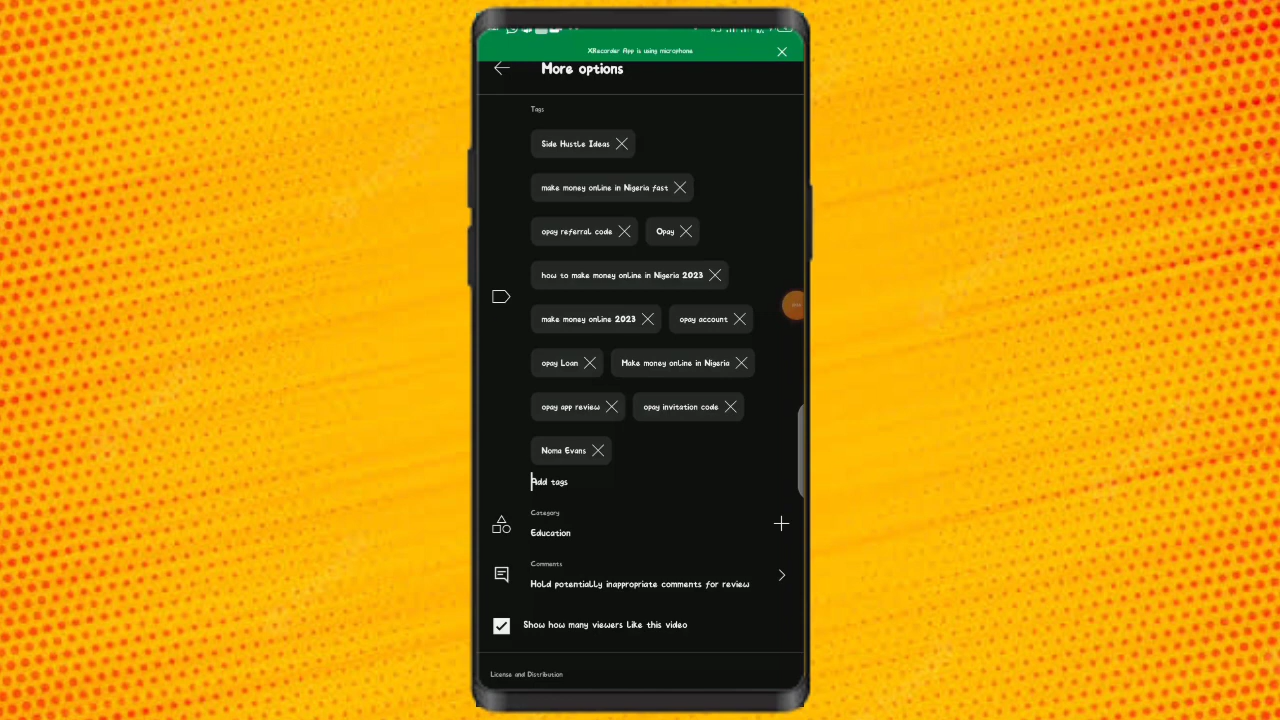 XRecorder App is using microphone
More options
Tags
Side Hustle Ideas
make money online in Nigeria fast
opay referral code Opay
how to make money online in Nigeria 2023
make money online 2023 opay account
opay Loan Make money online in Nigeria
opay app review opay invitation code
Noma Evans
Add tags
Category
Education
Comments
Hold potentially inappropriate comments for review
Show how many viewers like this video
License and Distribution